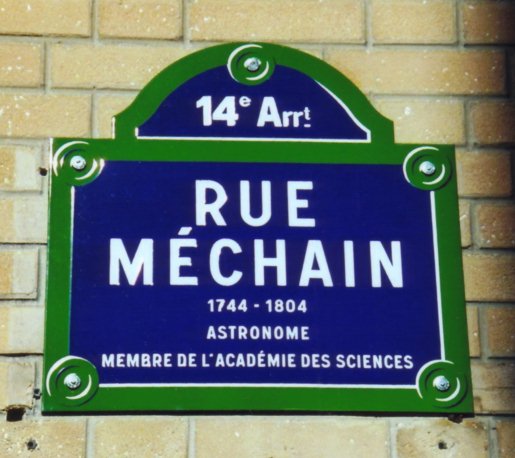 14e Arrt.
RUE
MÉCHAIN
1744 - 1804
ASTRONOME
MEMBRE DE L'ACADÉMIE DES SCIENCES